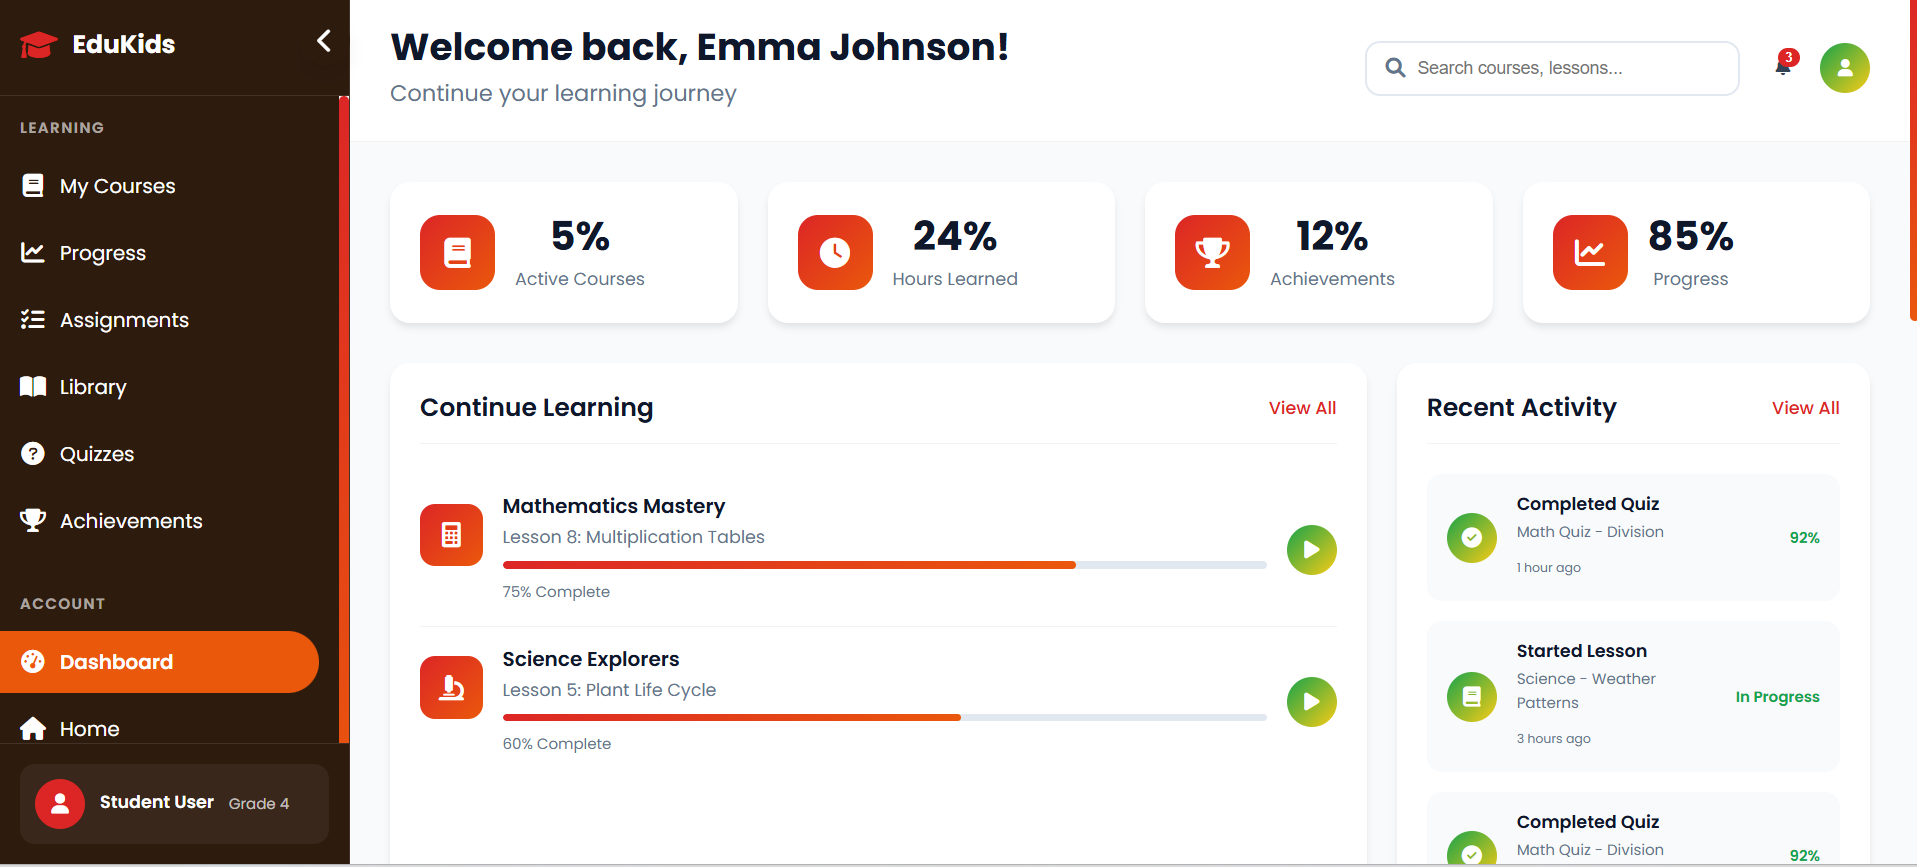 EduKids
LEARNING
My Courses
Progress
Assignments
Library
Quizzes
Achievements
ACCOUNT
Dashboard
Home
Student User Grade 4
Welcome back, Emma Johnson!
Continue your learning journey
Search courses, lessons...
3
5%
Active Courses
24%
Hours Learned
12%
Achievements
85%
Progress
Continue Learning View All
Mathematics Mastery
Lesson 8: Multiplication Tables
75% Complete
Science Explorers
Lesson 5: Plant Life Cycle
60% Complete
Recent Activity View All
Completed Quiz
Math Quiz - Division
92%
1 hour ago
Started Lesson
Science - Weather
Patterns
In Progress
3 hours ago
Completed Quiz
Math Quiz - Division
92%